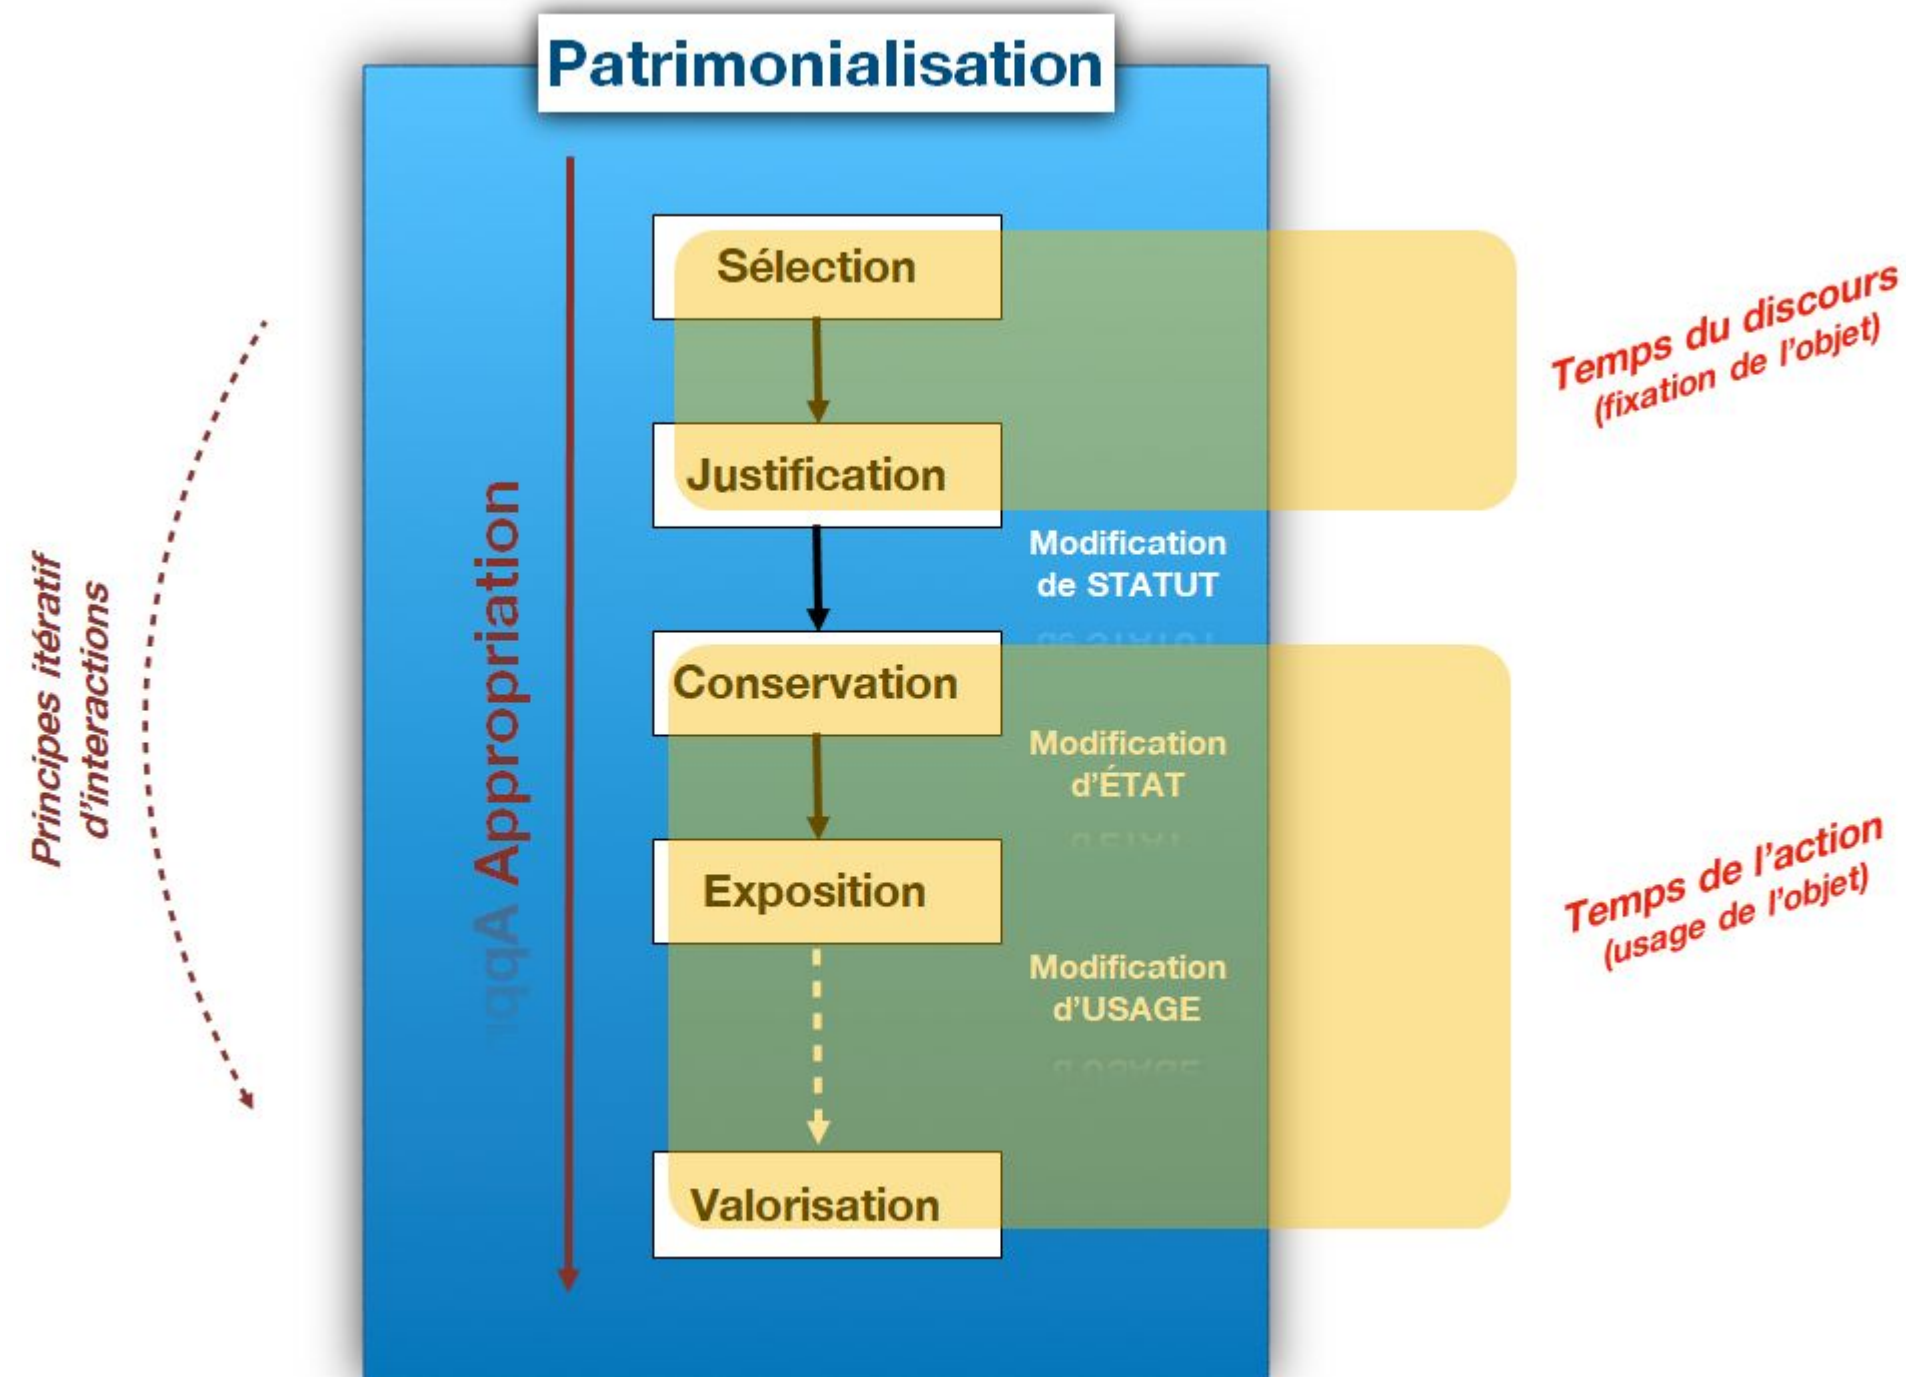 Patrimonialisation
Sélection
Temps du discours
(fixation de l'objet)
Justification
Modification
de STATUT
Principes itératif
d'interactions
Appropriation
Conservation
Modification
d'ÉTAT
Exposition
Temps de l'action
(usage de l'objet)
Modification
d'USAGE
Valorisation